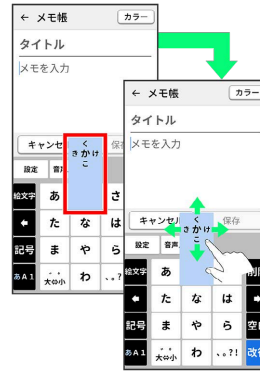 ← メモ帳 カラー
タイトル
メモを入力
キャンセ
保存
く
きかけ
こ
設定 音声
絵文字 あ さ
た な は
記号 ま や ら
あA1 大⇔小 わ 、。?
← メモ帳 カラー
タイトル
メモを入力
キャンセル
保存
く
きかけ
こ
設定 音声
絵文字 あ
た な は
記号 ま や ら
あA1 大⇔小 わ 、。?!